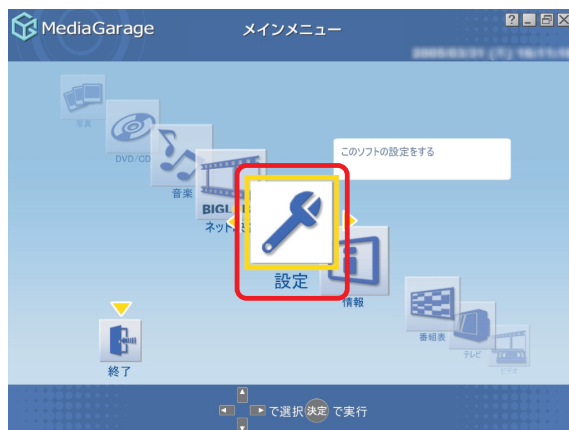 MediaGarage
メインメニュー
写真
DVD/CD
音楽
BIGL
ネット
このソフトの設定をする
設定
情報
番組表
テレビ
ビデオ
終了
で選択 決定 で実行